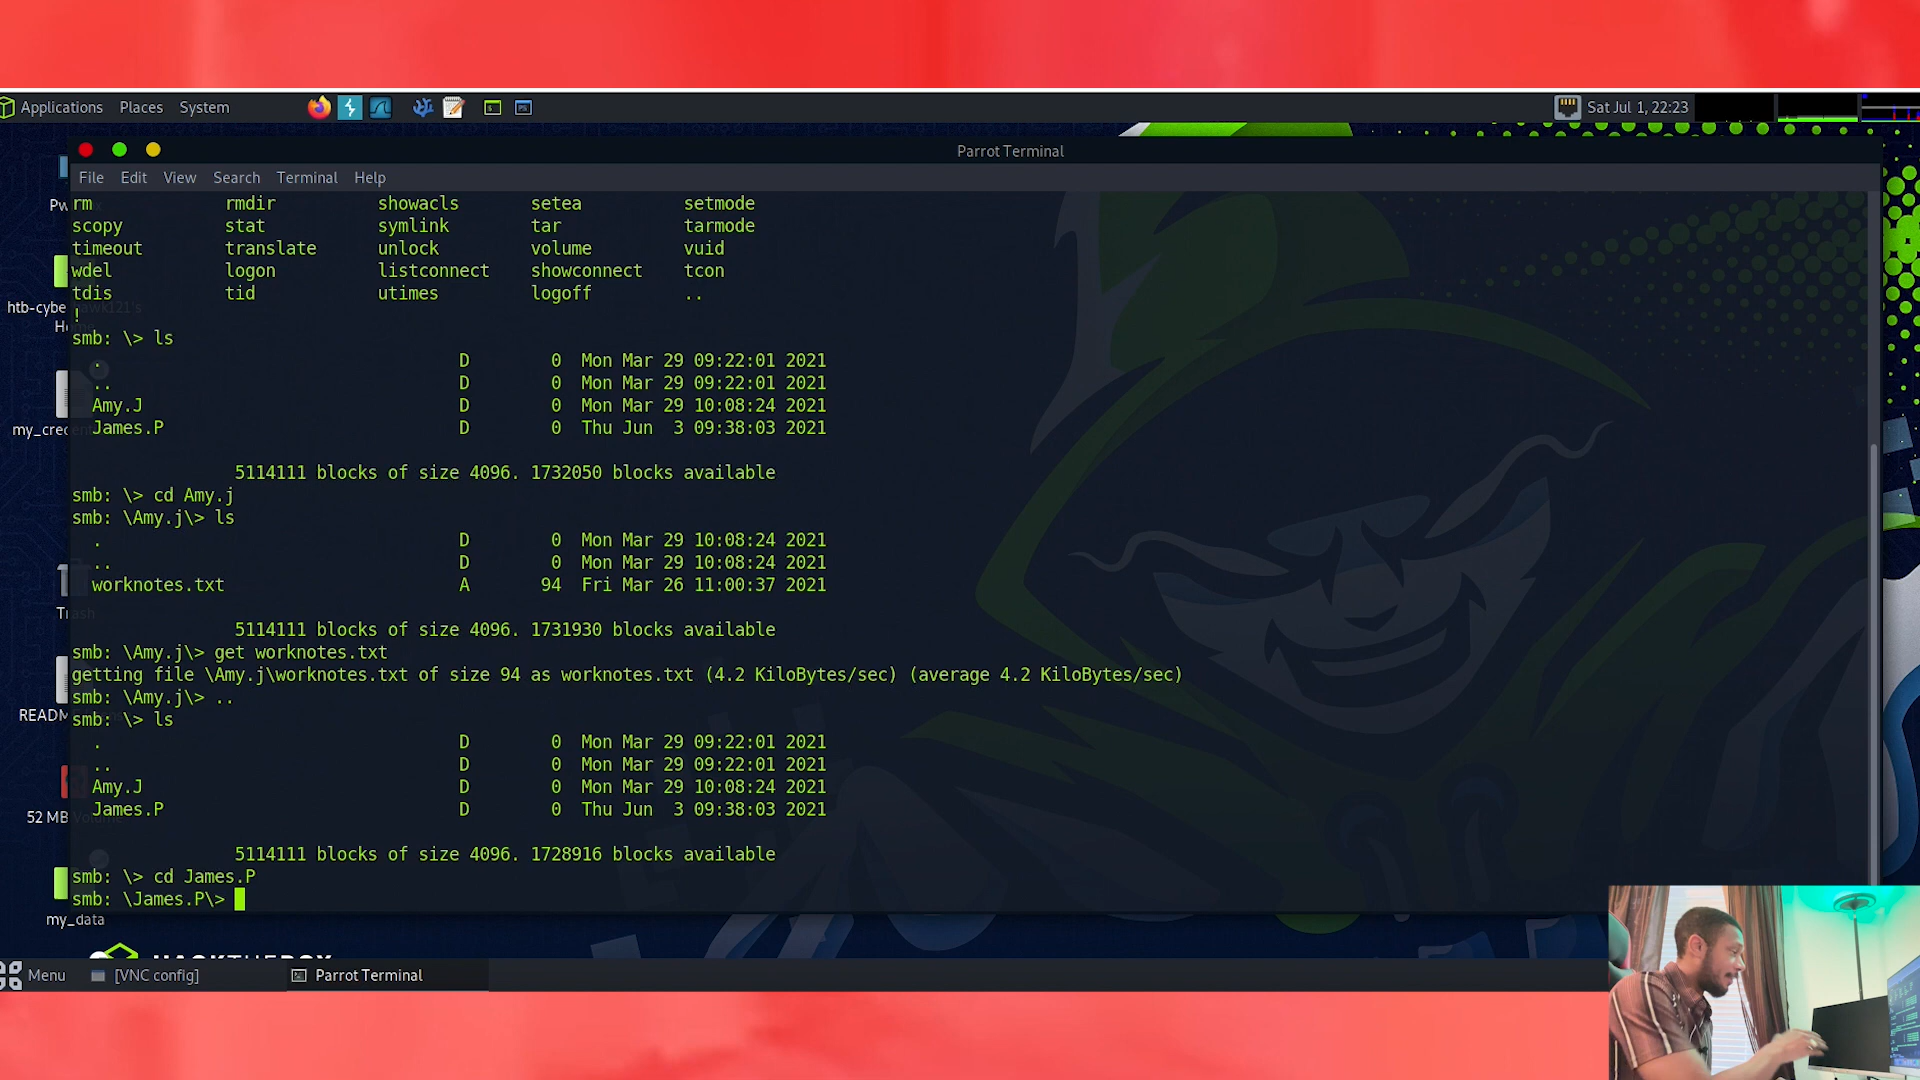 Applications Places System Sat Jul 1, 22:23
Parrot Terminal
File Edit View Search Terminal Help
rm rmdir showacls setea setmode
scopy stat symlink tar tarmode
timeout translate unlock volume vuid
wdel logon listconnect showconnect tcon
tdis tid utimes logoff ..
!
smb: \> ls
. D 0 Mon Mar 29 09:22:01 2021
.. D 0 Mon Mar 29 09:22:01 2021
Amy.J D 0 Mon Mar 29 10:08:24 2021
James.P D 0 Thu Jun 3 09:38:03 2021
5114111 blocks of size 4096. 1732050 blocks available
smb: \> cd Amy.j
smb: \Amy.j\> ls
. D 0 Mon Mar 29 10:08:24 2021
.. D 0 Mon Mar 29 10:08:24 2021
worknotes.txt A 94 Fri Mar 26 11:00:37 2021
5114111 blocks of size 4096. 1731930 blocks available
smb: \Amy.j\> get worknotes.txt
getting file \Amy.j\worknotes.txt of size 94 as worknotes.txt (4.2 KiloBytes/sec) (average 4.2 KiloBytes/sec)
smb: \Amy.j\> ..
smb: \> ls
. D 0 Mon Mar 29 09:22:01 2021
.. D 0 Mon Mar 29 09:22:01 2021
Amy.J D 0 Mon Mar 29 10:08:24 2021
James.P D 0 Thu Jun 3 09:38:03 2021
5114111 blocks of size 4096. 1728916 blocks available
smb: \> cd James.P
smb: \James.P\>
Pw
htb-cybe
my_cre
Trash
README
52 MB
my_data
HACKTHEBOX
Menu [VNC config] Parrot Terminal